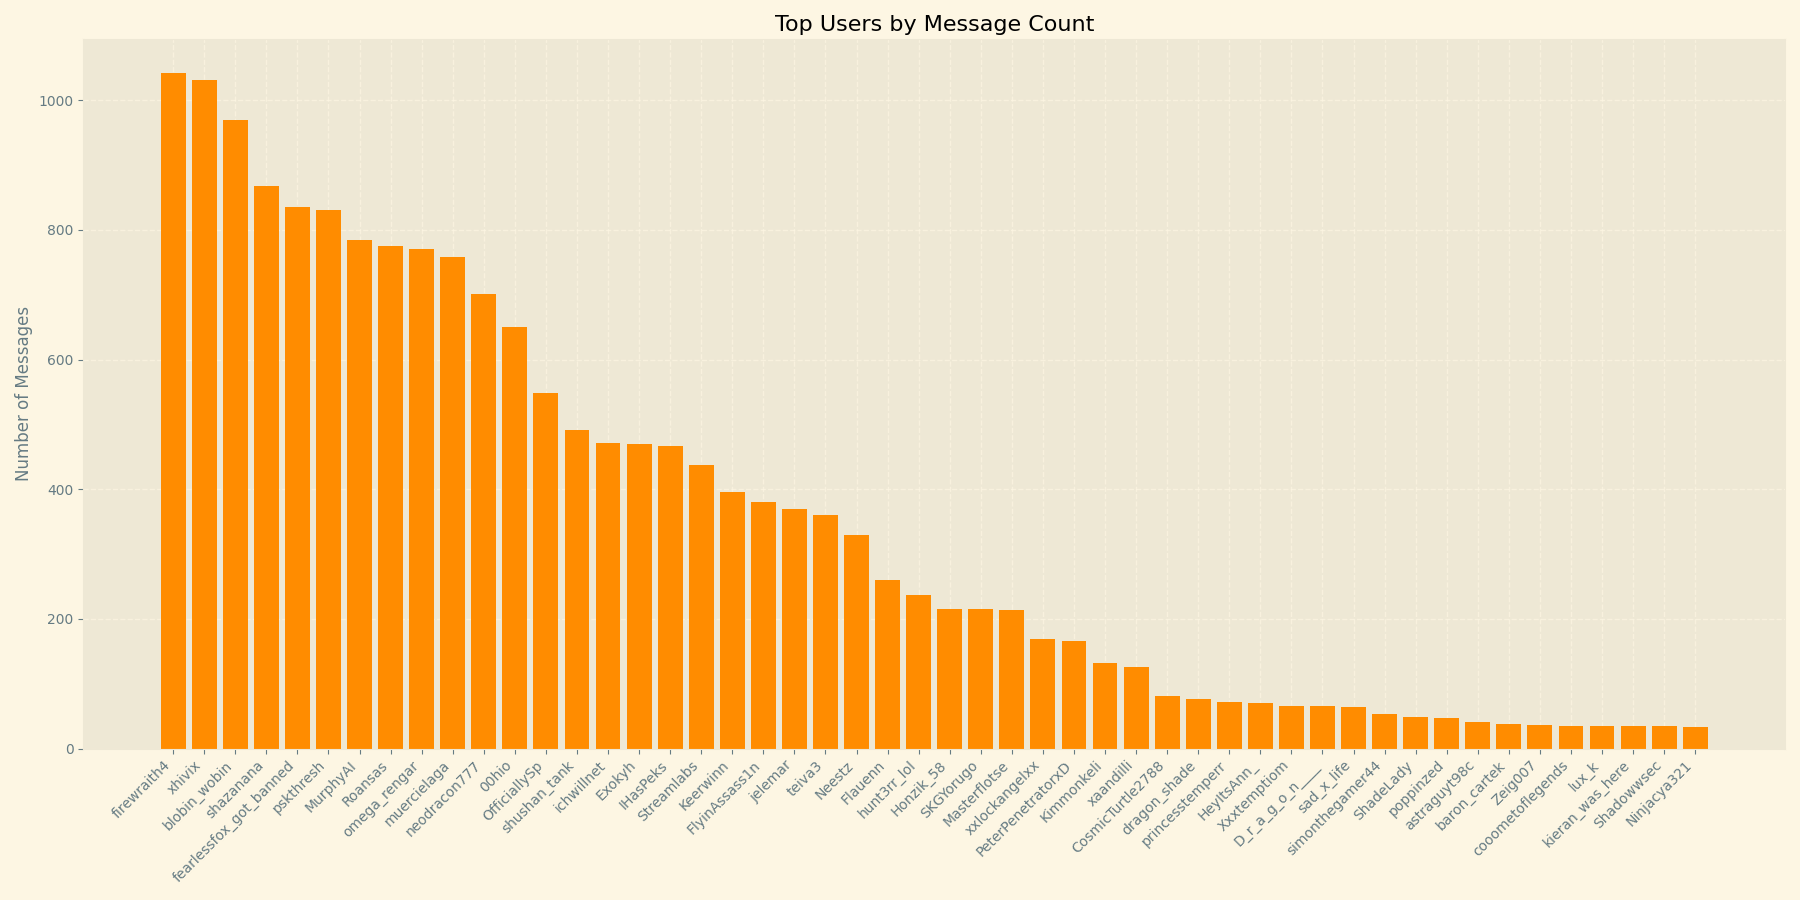 Top Users by Message Count
Number of Messages
1000
800
600
400
200
0
firewraith4
xhivix
blobin_wobin
shazanana
fearlessfox_got_banned
pskthresh
MurphyAI
Roansas
omega_rengar
muercielaga
neodracon777
00hio
OfficiallySp
shushan_tank
ichwillnet
Exokyh
IHasPeks
Streamlabs
Keerwinn
FlyinAssass1n
jelemar
teiva3
Neestz
Flauenn
hunt3rr_lol
Honzik_58
SKGYorugo
Masterflotse
xxlockangelxx
PeterPenetratorxD
Kimmonkeli
xaandilli
CosmicTurtle2788
dragon_shade
princesstemperr
HeyItsAnn_
Xxxtemptiom
D_r_a_g_o_n____
sad_x_life
simonthegamer44
ShadeLady
poppinzed
astraguyt98c
baron_cartek
Zeig007
cooometoflegends
lux_k
kieran_was_here
Shadowwsec
Ninjacya321